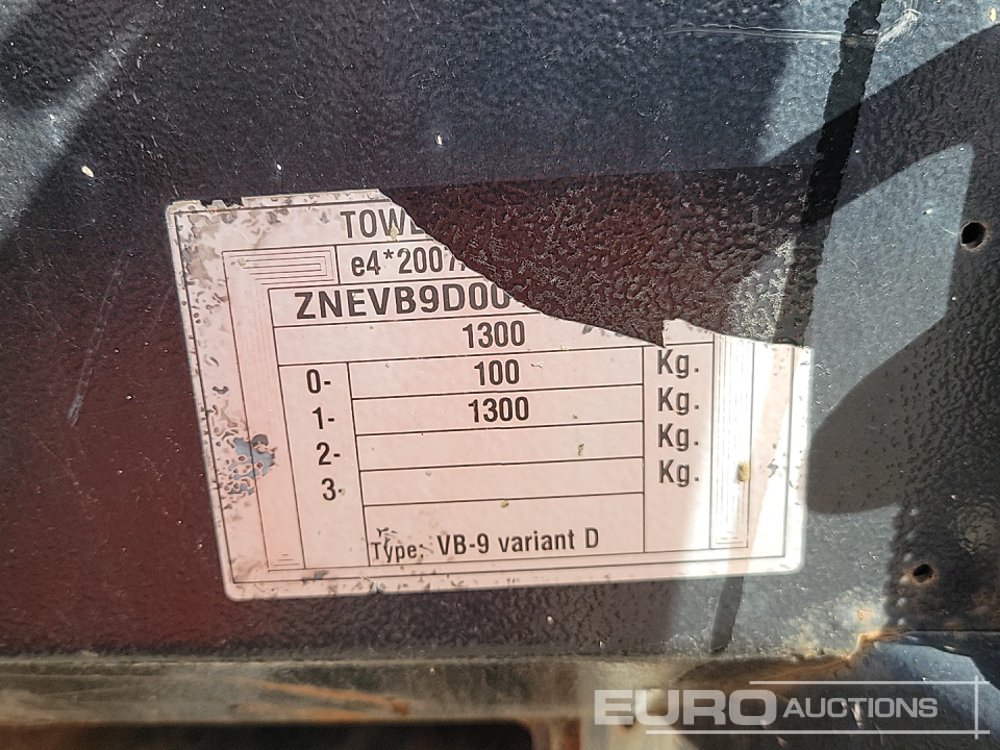 TOWE
e4*2007/
ZNEVB9D00
1300
0- 100 Kg.
1- 1300 Kg.
2- Kg.
3- Kg.
Type: VB-9 variant D
EURO AUCTIONS